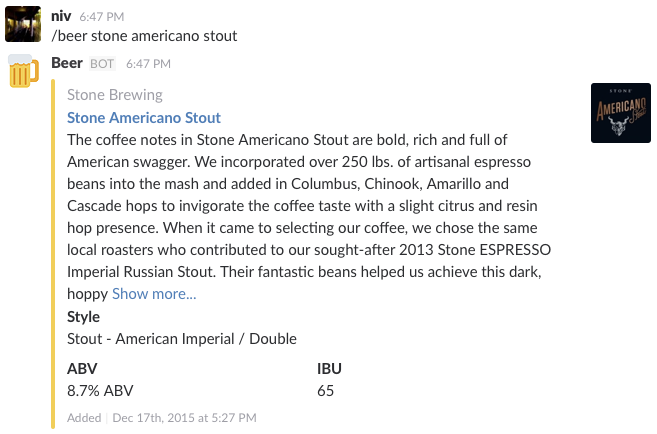 niv 6:47 PM
/beer stone americano stout
Beer BOT 6:47 PM
Stone Brewing
STONE
Stone Americano Stout
AMERICANO
Stout
The coffee notes in Stone Americano Stout are bold, rich and full of
American swagger. We incorporated over 250 lbs. of artisanal espresso
beans into the mash and added in Columbus, Chinook, Amarillo and
Cascade hops to invigorate the coffee taste with a slight citrus and resin
hop presence. When it came to selecting our coffee, we chose the same
local roasters who contributed to our sought-after 2013 Stone ESPRESSO
Imperial Russian Stout. Their fantastic beans helped us achieve this dark,
hoppy Show more...
Style
Stout - American Imperial / Double
ABV IBU
8.7% ABV 65
Added | Dec 17th, 2015 at 5:27 PM